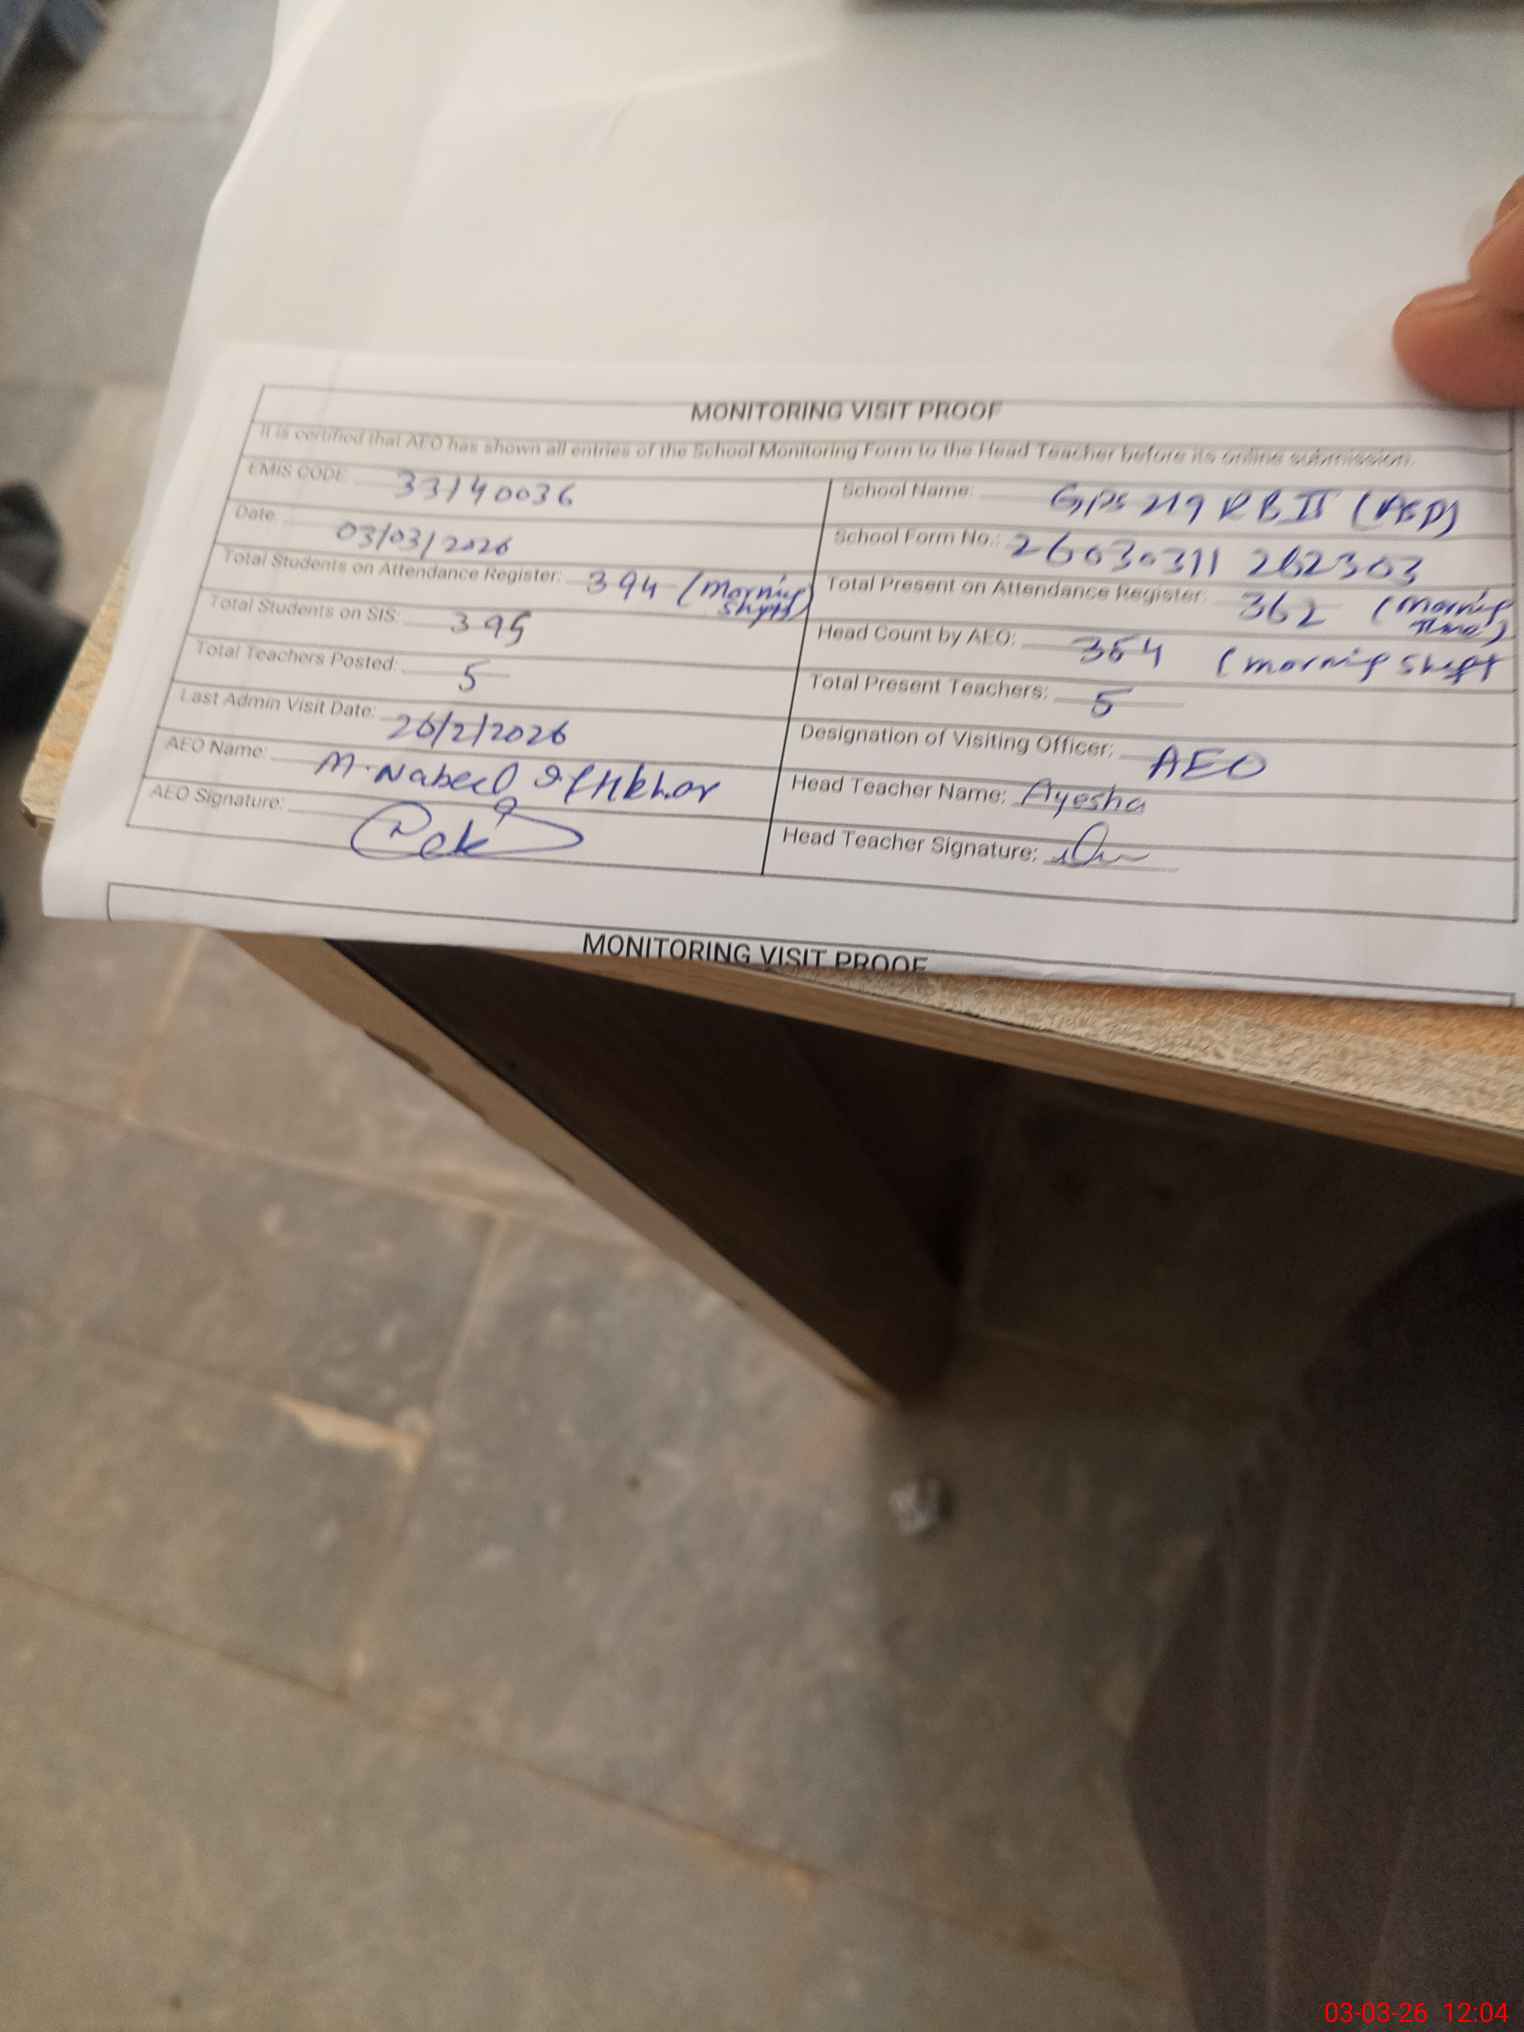 MONITORING VISIT PROOF
It is certified that AEO has shown all entries of the School Monitoring Form to the Head Teacher before its online submission.
EMIS CODE: 33140036
School Name: GPS 219 RB II
Date: 03/03/2026
School Form No.: 26030311 262303
Total Students on Attendance Register: 394 (Morning Shift)
Total Present on Attendance Register: 362 (Morning Time)
Total Students on SIS: 395
Head Count by AEO: (Morning Shift
Total Teachers Posted: 5
Total Present Teachers: 5
Last Admin Visit Date: 26/2/2026
Designation of Visiting Officer: AEO
AEO Name: M. Nabeel Iftikhar
Head Teacher Name: Ayesha
AEO Signature:
Head Teacher Signature:
MONITORING VISIT PROOF
03-03-26 12:04